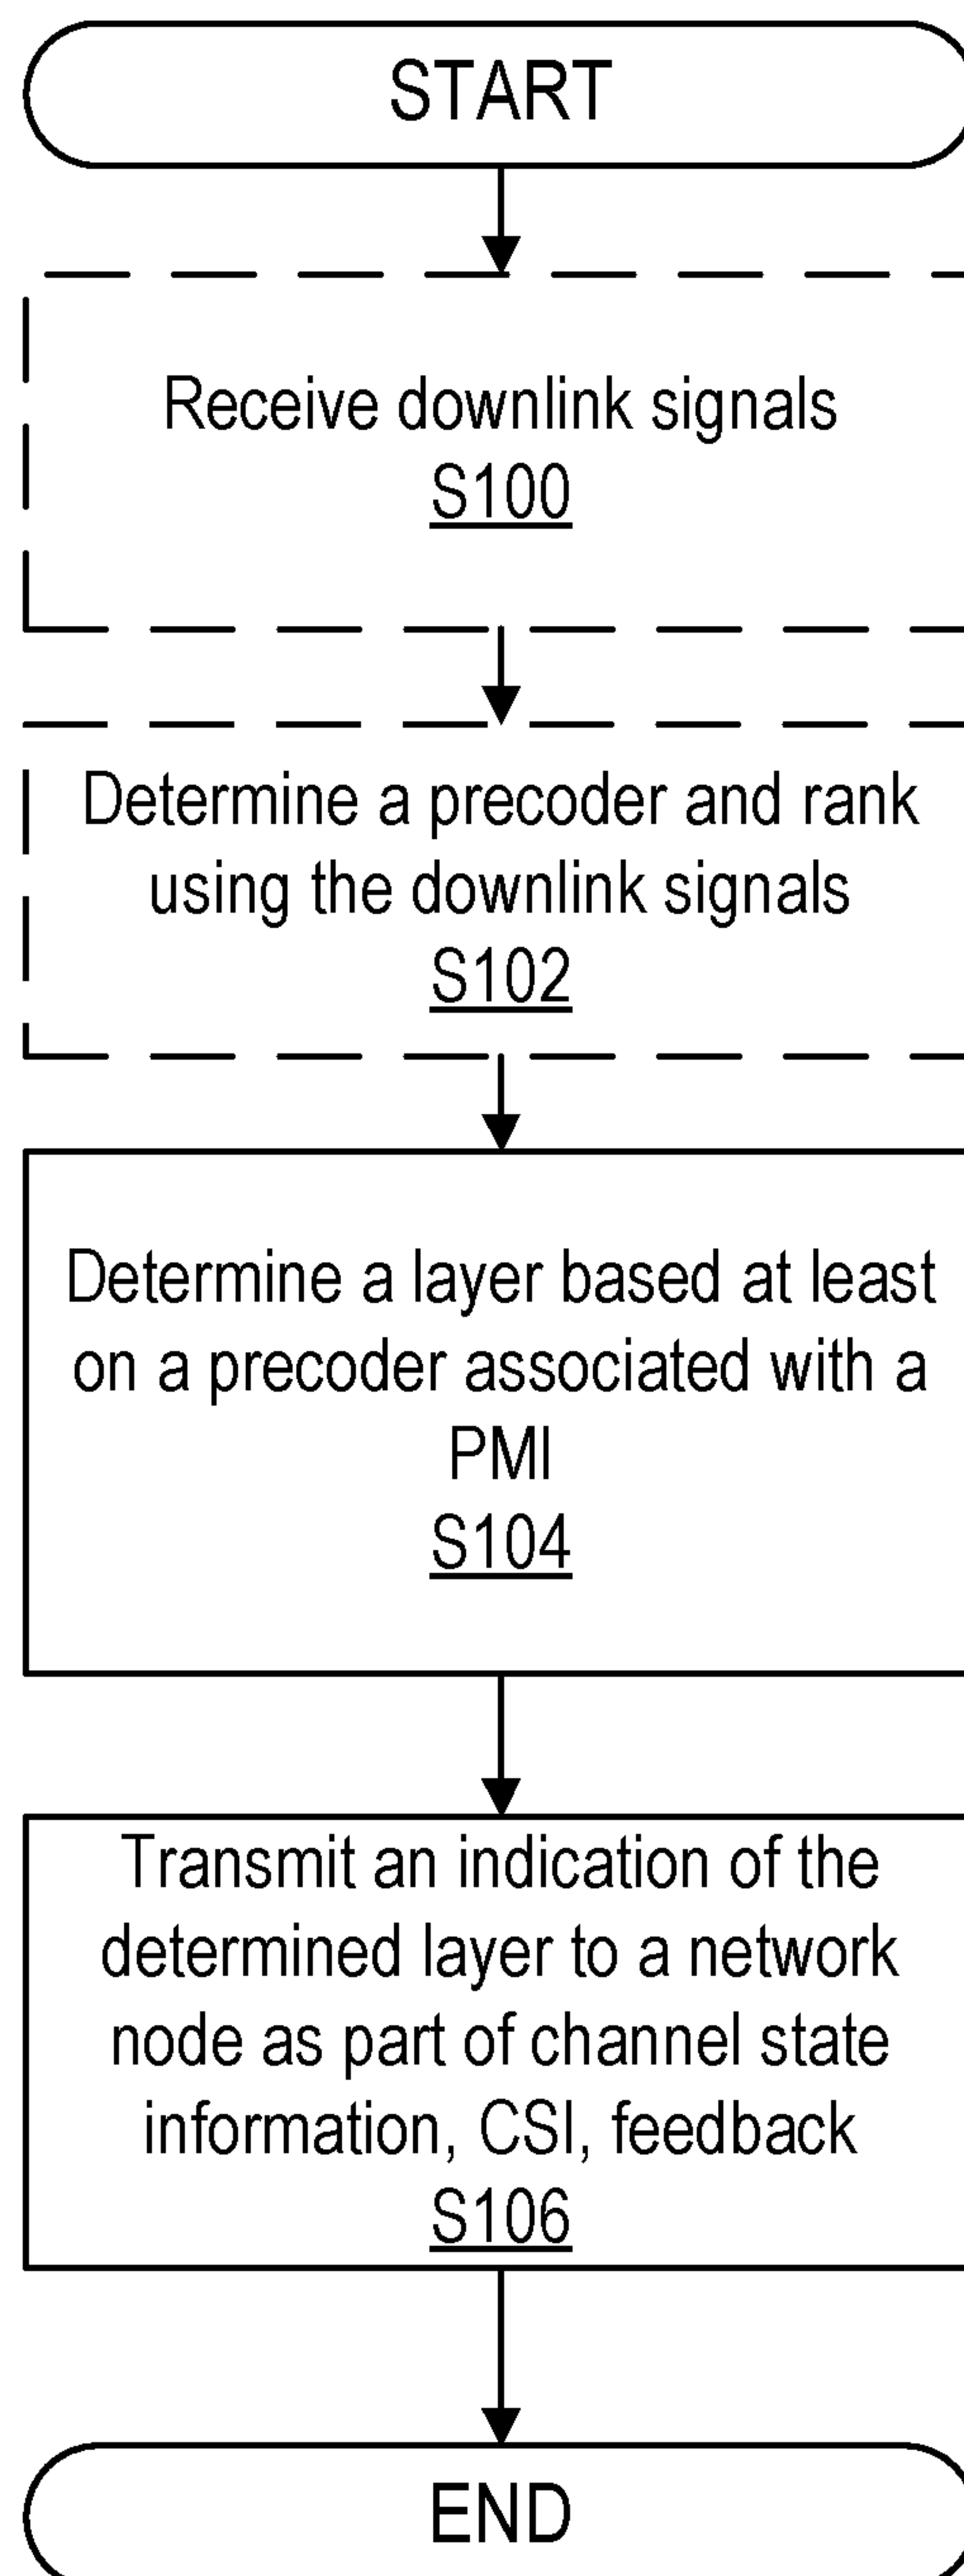 START
Receive downlink signals
S100
Determine a precoder and rank
using the downlink signals
S102
Determine a layer based at least
on a precoder associated with a
PMI
S104
Transmit an indication of the
determined layer to a network
node as part of channel state
information, CSI, feedback
S106
END